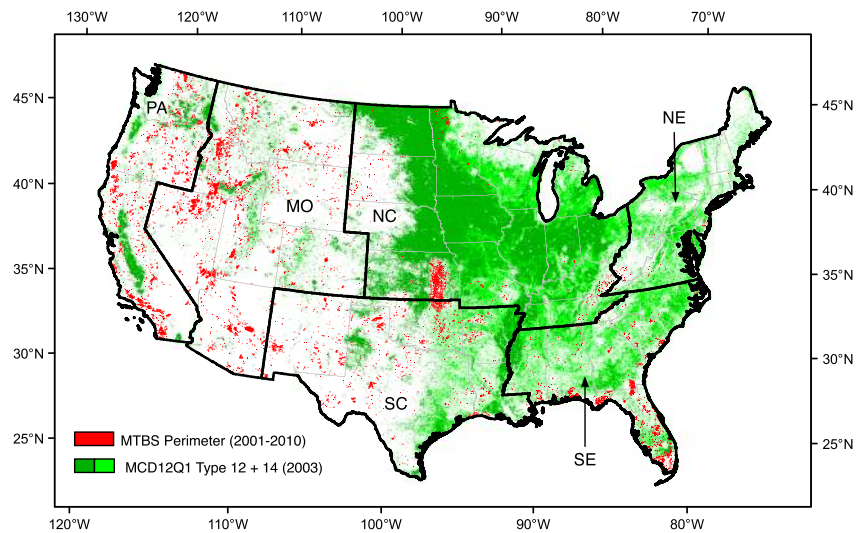 130°W 120°W 110°W 100°W 90°W 80°W 70°W
PA
NE
45°N 45°N
40°N 40°N
MO
NC
35°N 35°N
30°N 30°N
SC
25°N 25°N
MTBS Perimeter (2001-2010)
MCD12Q1 Type 12 + 14 (2003)
SE
120°W 110°W 100°W 90°W 80°W